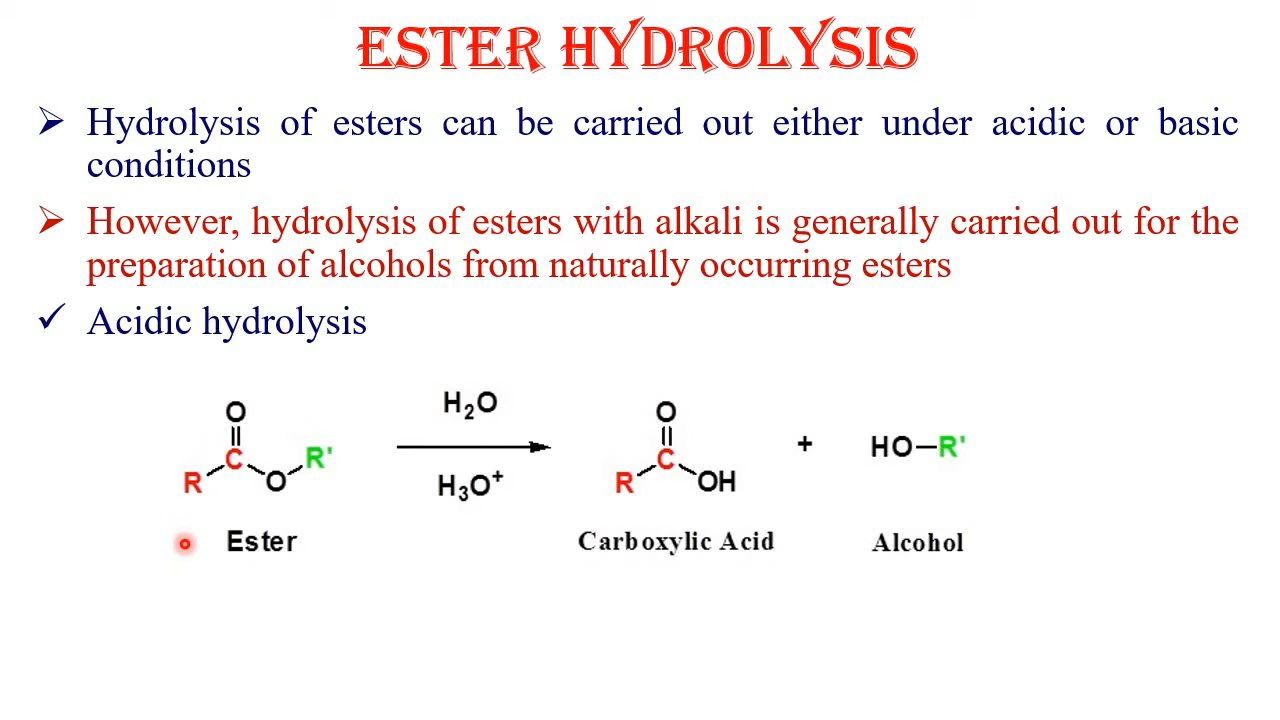 ESTER HYDROLYSIS
➢ Hydrolysis of esters can be carried out either under acidic or basic
conditions
➢ However, hydrolysis of esters with alkali is generally carried out for the
preparation of alcohols from naturally occurring esters
✓ Acidic hydrolysis
O
R C O R'
H₂O
H₃O⁺
O
R C OH
+
HO—R'
Ester
Carboxylic Acid
Alcohol